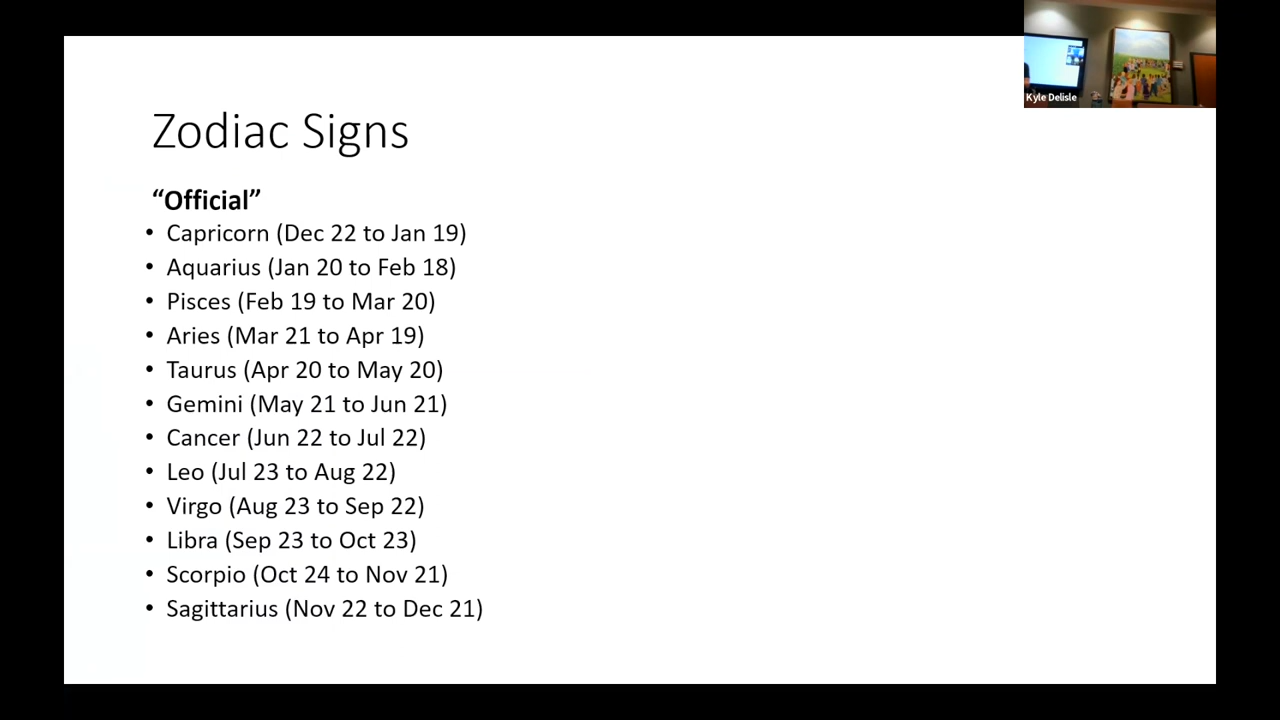 Zodiac Signs
“Official”
• Capricorn (Dec 22 to Jan 19)
• Aquarius (Jan 20 to Feb 18)
• Pisces (Feb 19 to Mar 20)
• Aries (Mar 21 to Apr 19)
• Taurus (Apr 20 to May 20)
• Gemini (May 21 to Jun 21)
• Cancer (Jun 22 to Jul 22)
• Leo (Jul 23 to Aug 22)
• Virgo (Aug 23 to Sep 22)
• Libra (Sep 23 to Oct 23)
• Scorpio (Oct 24 to Nov 21)
• Sagittarius (Nov 22 to Dec 21)
Kyle Delisle